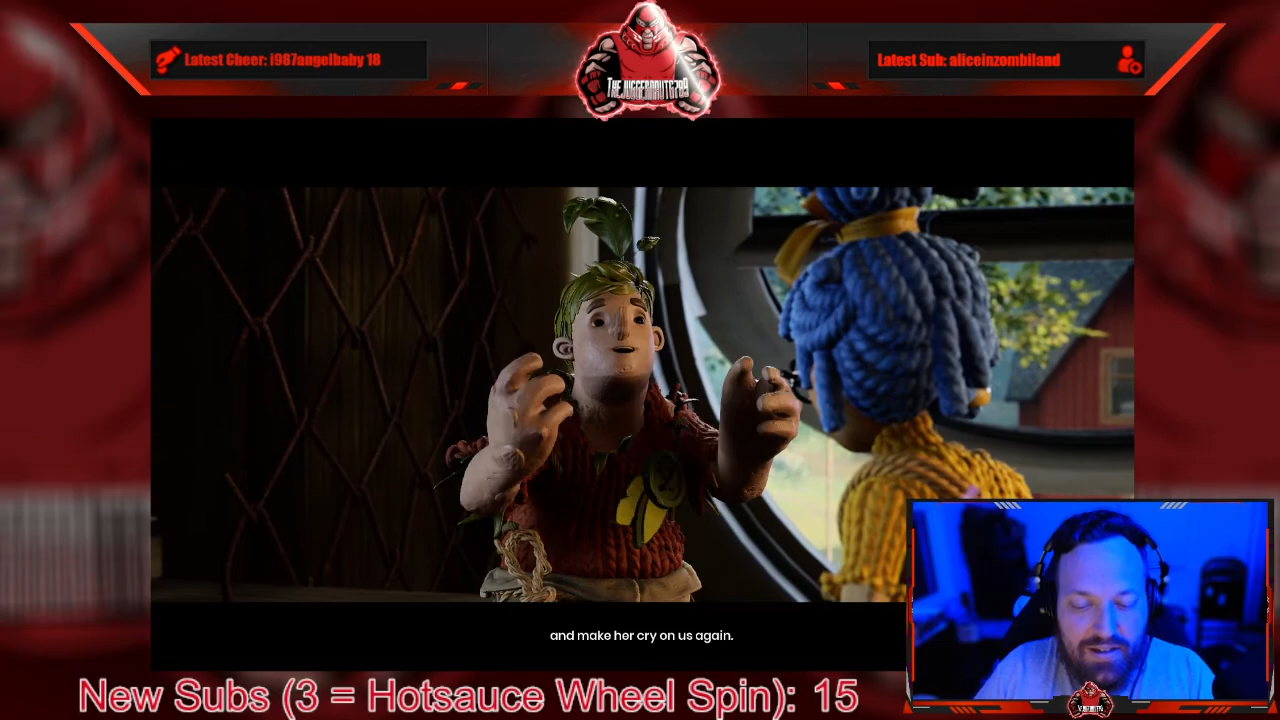 Latest Cheer: i987angelbaby 18
THEJUGGERNAUT6789
Latest Sub: aliceinzombiland
and make her cry on us again.
New Subs (3 = Hotsauce Wheel Spin): 15